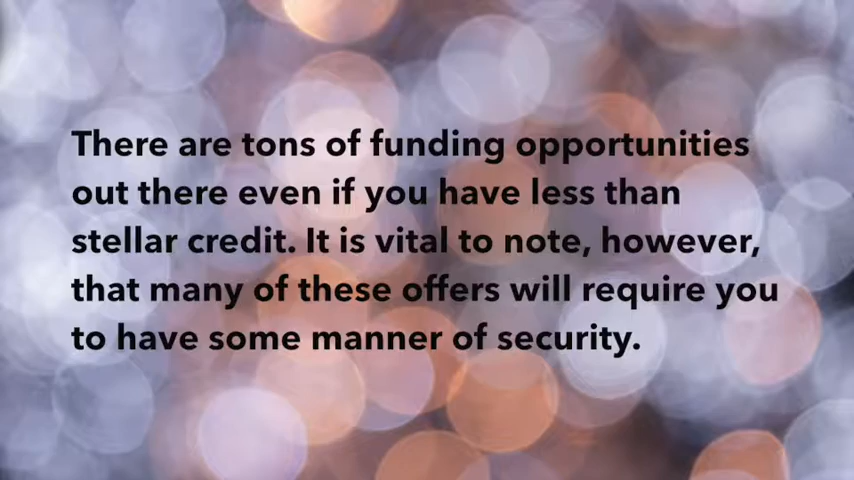 There are tons of funding opportunities
out there even if you have less than
stellar credit. It is vital to note, however,
that many of these offers will require you
to have some manner of security.